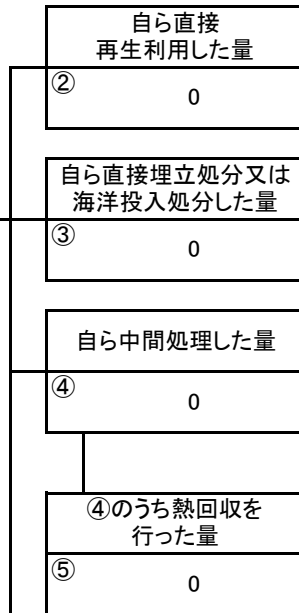 自ら直接
再生利用した量
②
0
自ら直接埋立処分又は
海洋投入処分した量
③
0
自ら中間処理した量
④
0
④のうち熱回収を
行った量
⑤
0